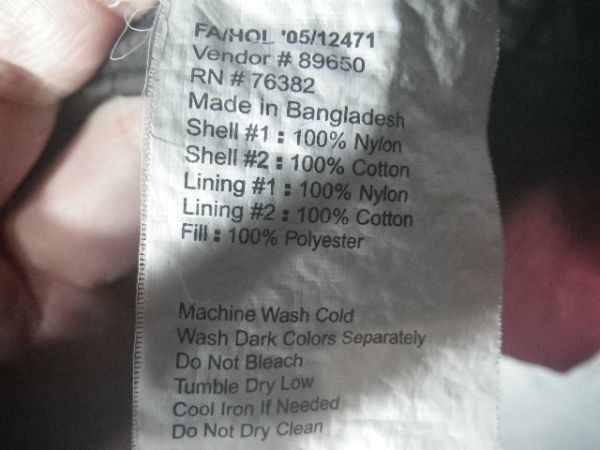 FA/HOL '05/12471
Vendor # 89650
RN # 76382
Made in Bangladesh
Shell #1 : 100% Nylon
Shell #2 : 100% Cotton
Lining #1 : 100% Nylon
Lining #2 : 100% Cotton
Fill : 100% Polyester
Machine Wash Cold
Wash Dark Colors Separately
Do Not Bleach
Tumble Dry Low
Cool Iron If Needed
Do Not Dry Clean